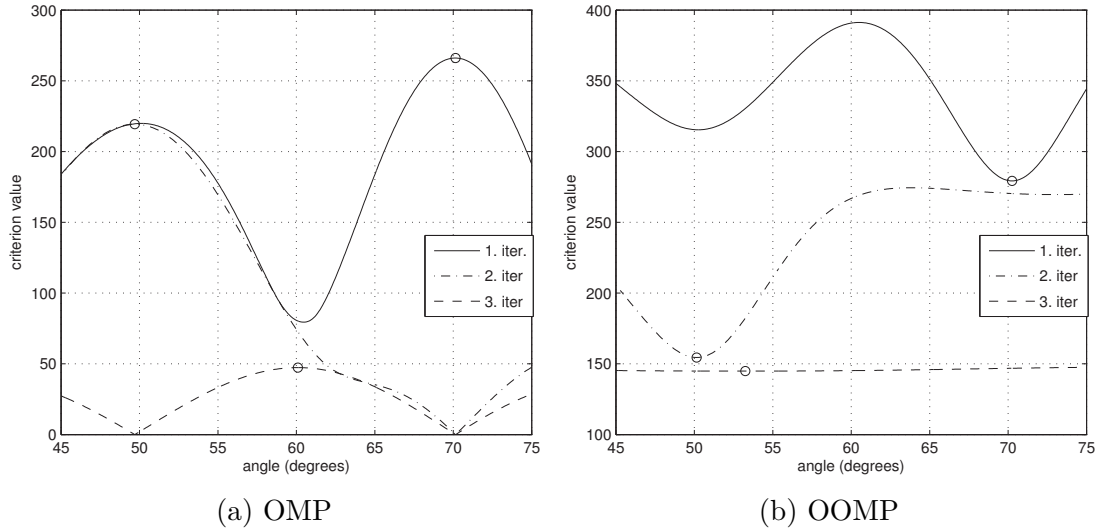 300
250
200
150
100
50
0
45
50
55
60
65
70
75
criterion value
angle (degrees)
1. iter.
2. iter
3. iter
(a) OMP
400
350
300
250
200
150
100
45
50
55
60
65
70
75
criterion value
angle (degrees)
1. iter.
2. iter
3. iter
(b) OOMP